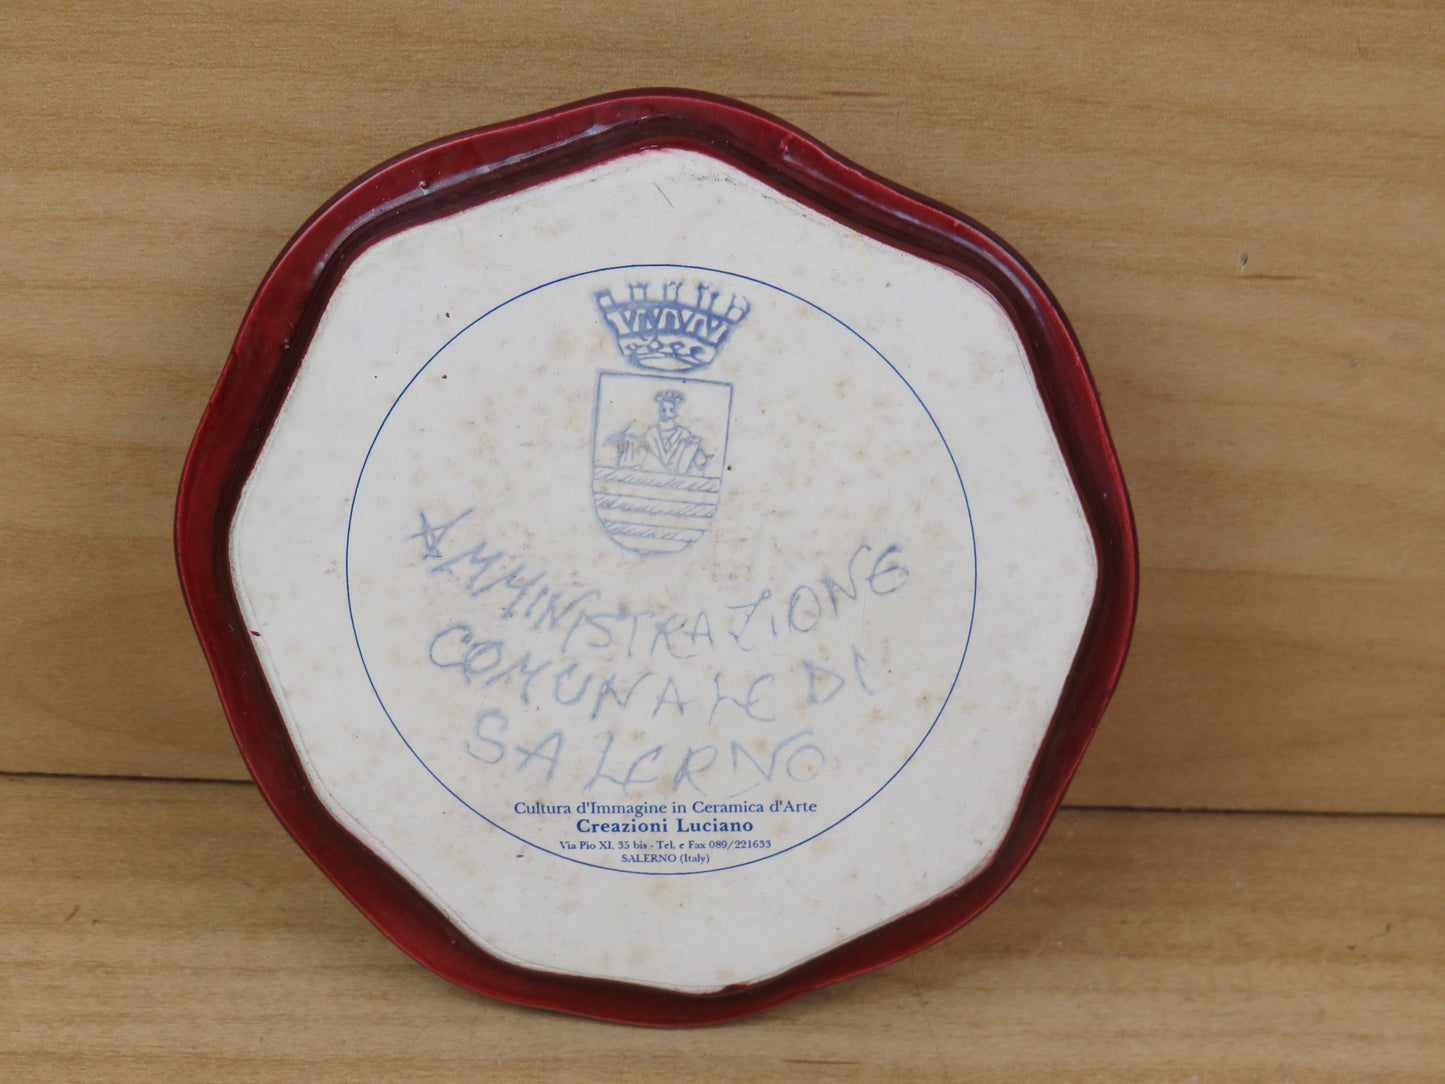 AMMINISTRAZIONE
COMUNALE DI
SALERNO
Cultura d'Immagine in Ceramica d'Arte
Creazioni Luciano
Via Pio XI, 35 bis - Tel. e Fax 089/221633
SALERNO (Italy)